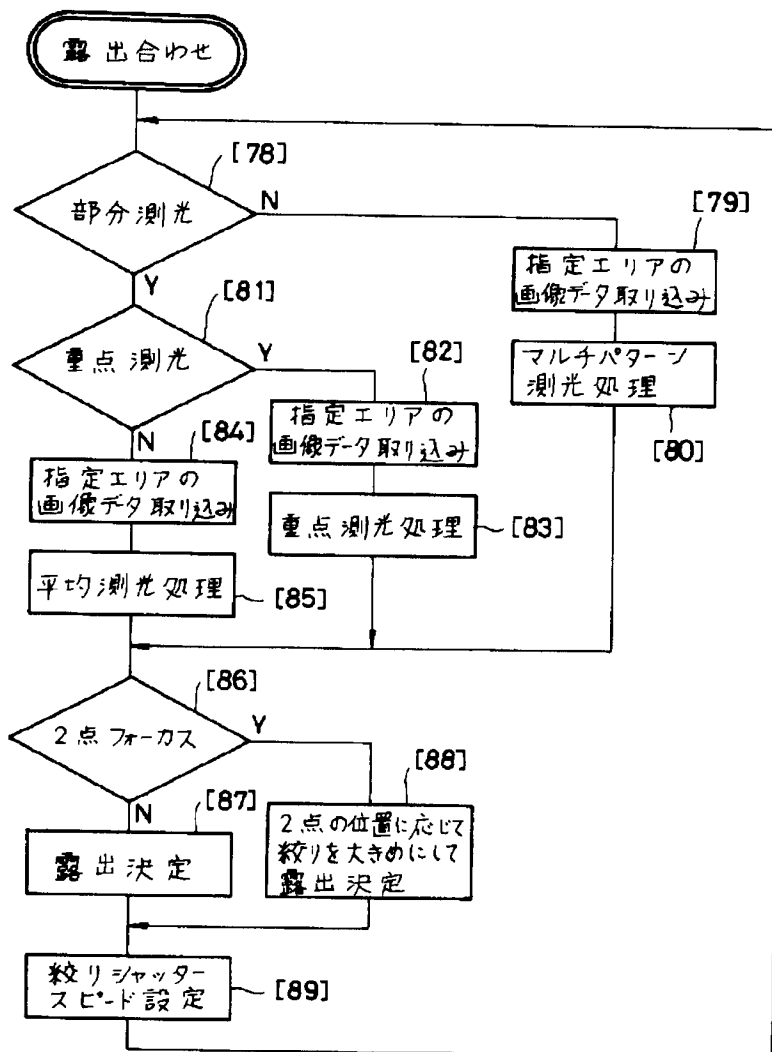 露出合わせ
[78]
部分測光
N
Y
[79]
指定エリアの
画像データ取り込み
マルチパターン
測光処理
[80]
[81]
重点測光
Y
N
[82]
指定エリアの
画像データ取り込み
重点測光処理
[83]
[84]
指定エリアの
画像データ取り込み
平均測光処理
[85]
[86]
2点フォーカス
Y
N
[87]
露出決定
[88]
2点の位置に応じて
絞りを大きめにして
露出決定
絞りシャッター
スピード設定
[89]